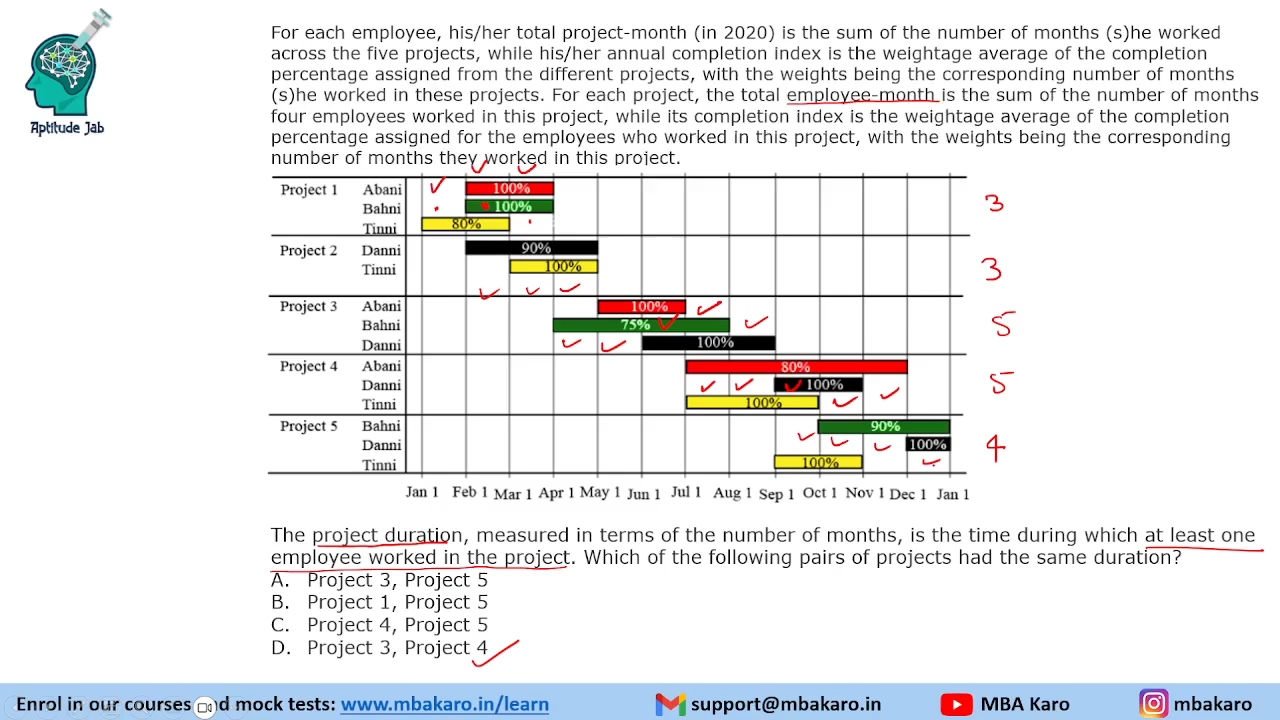 For each employee, his/her total project-month (in 2020) is the sum of the number of months (s)he worked
across the five projects, while his/her annual completion index is the weightage average of the completion
percentage assigned from the different projects, with the weights being the corresponding number of months
(s)he worked in these projects. For each project, the total employee-month is the sum of the number of months
four employees worked in this project, while its completion index is the weightage average of the completion
percentage assigned for the employees who worked in this project, with the weights being the corresponding
number of months they worked in this project.
Aptitude Jab
Project 1 Abani 100%
Bahni 100% 3
Tinni 80%
Project 2 Danni 90%
Tinni 100% 3
Project 3 Abani 100%
Bahni 75% 5
Danni 100%
Project 4 Abani 80%
Danni 100% 5
Tinni 100%
Project 5 Bahni 90%
Danni 100% 4
Tinni 100%
Jan 1 Feb 1 Mar 1 Apr 1 May 1 Jun 1 Jul 1 Aug 1 Sep 1 Oct 1 Nov 1 Dec 1 Jan 1
The project duration, measured in terms of the number of months, is the time during which at least one
employee worked in the project. Which of the following pairs of projects had the same duration?
A. Project 3, Project 5
B. Project 1, Project 5
C. Project 4, Project 5
D. Project 3, Project 4
Enrol in our courses and mock tests: www.mbakaro.in/learn support@mbakaro.in MBA Karo mbakaro